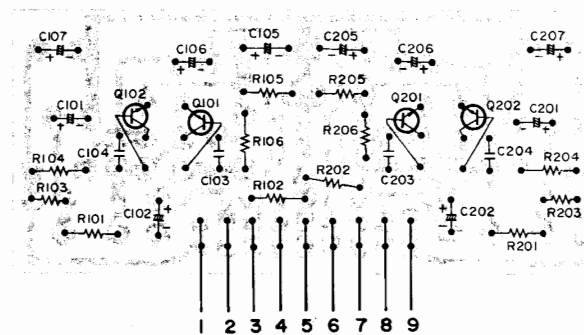 C107 C106 C105 C205 C206 C207
R105 R205
Q102 Q101 Q201 Q202
C101 C201
R106 R206
R104 C104 C103 R202 C203 C204 R204
R103 R102 R203
R101 C102 C202 R201
+ -
1 2 3 4 5 6 7 8 9